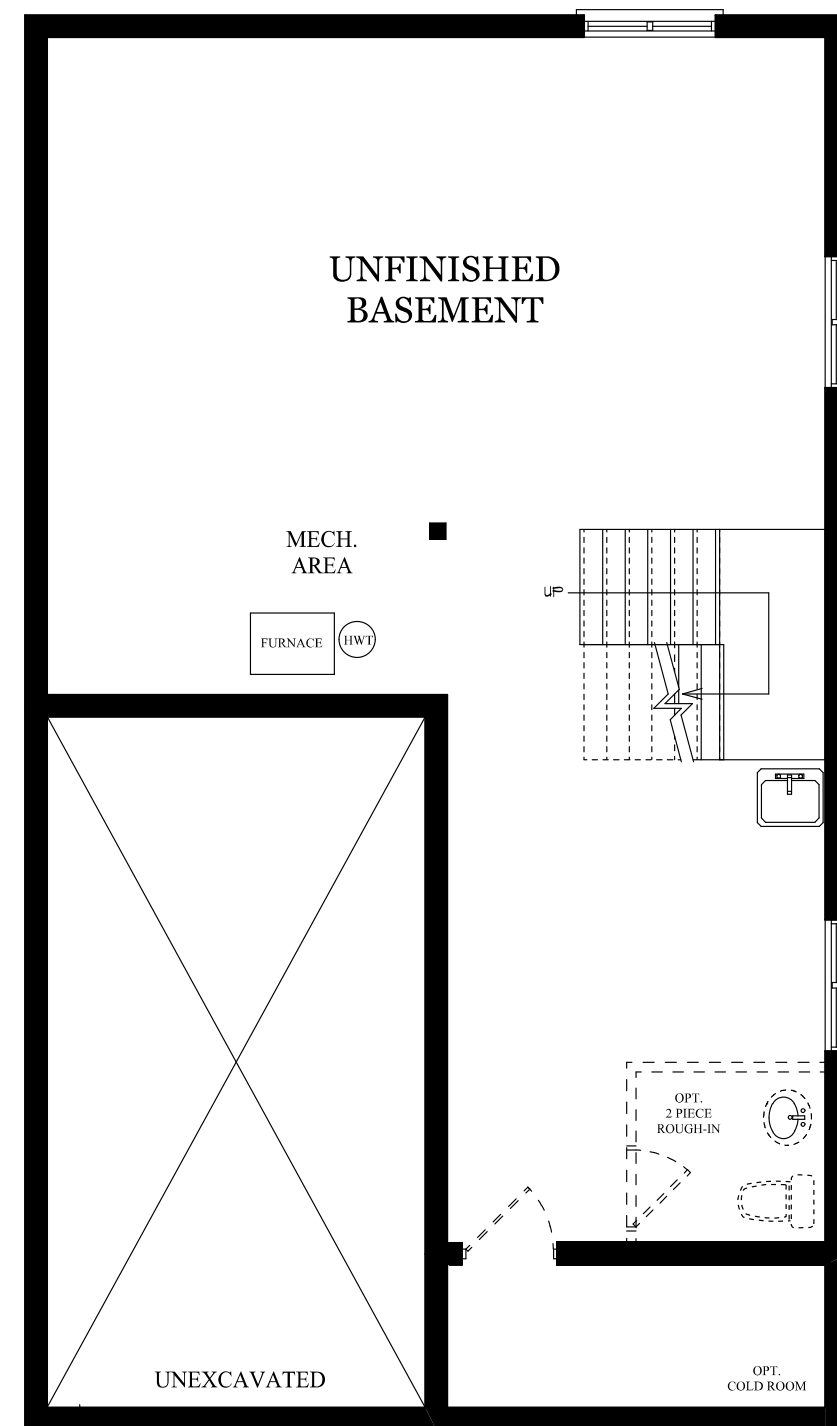 UNFINISHED
BASEMENT
MECH.
AREA
UP
FURNACE
HWT
OPT.
2 PIECE
ROUGH-IN
UNEXCAVATED
OPT.
COLD ROOM